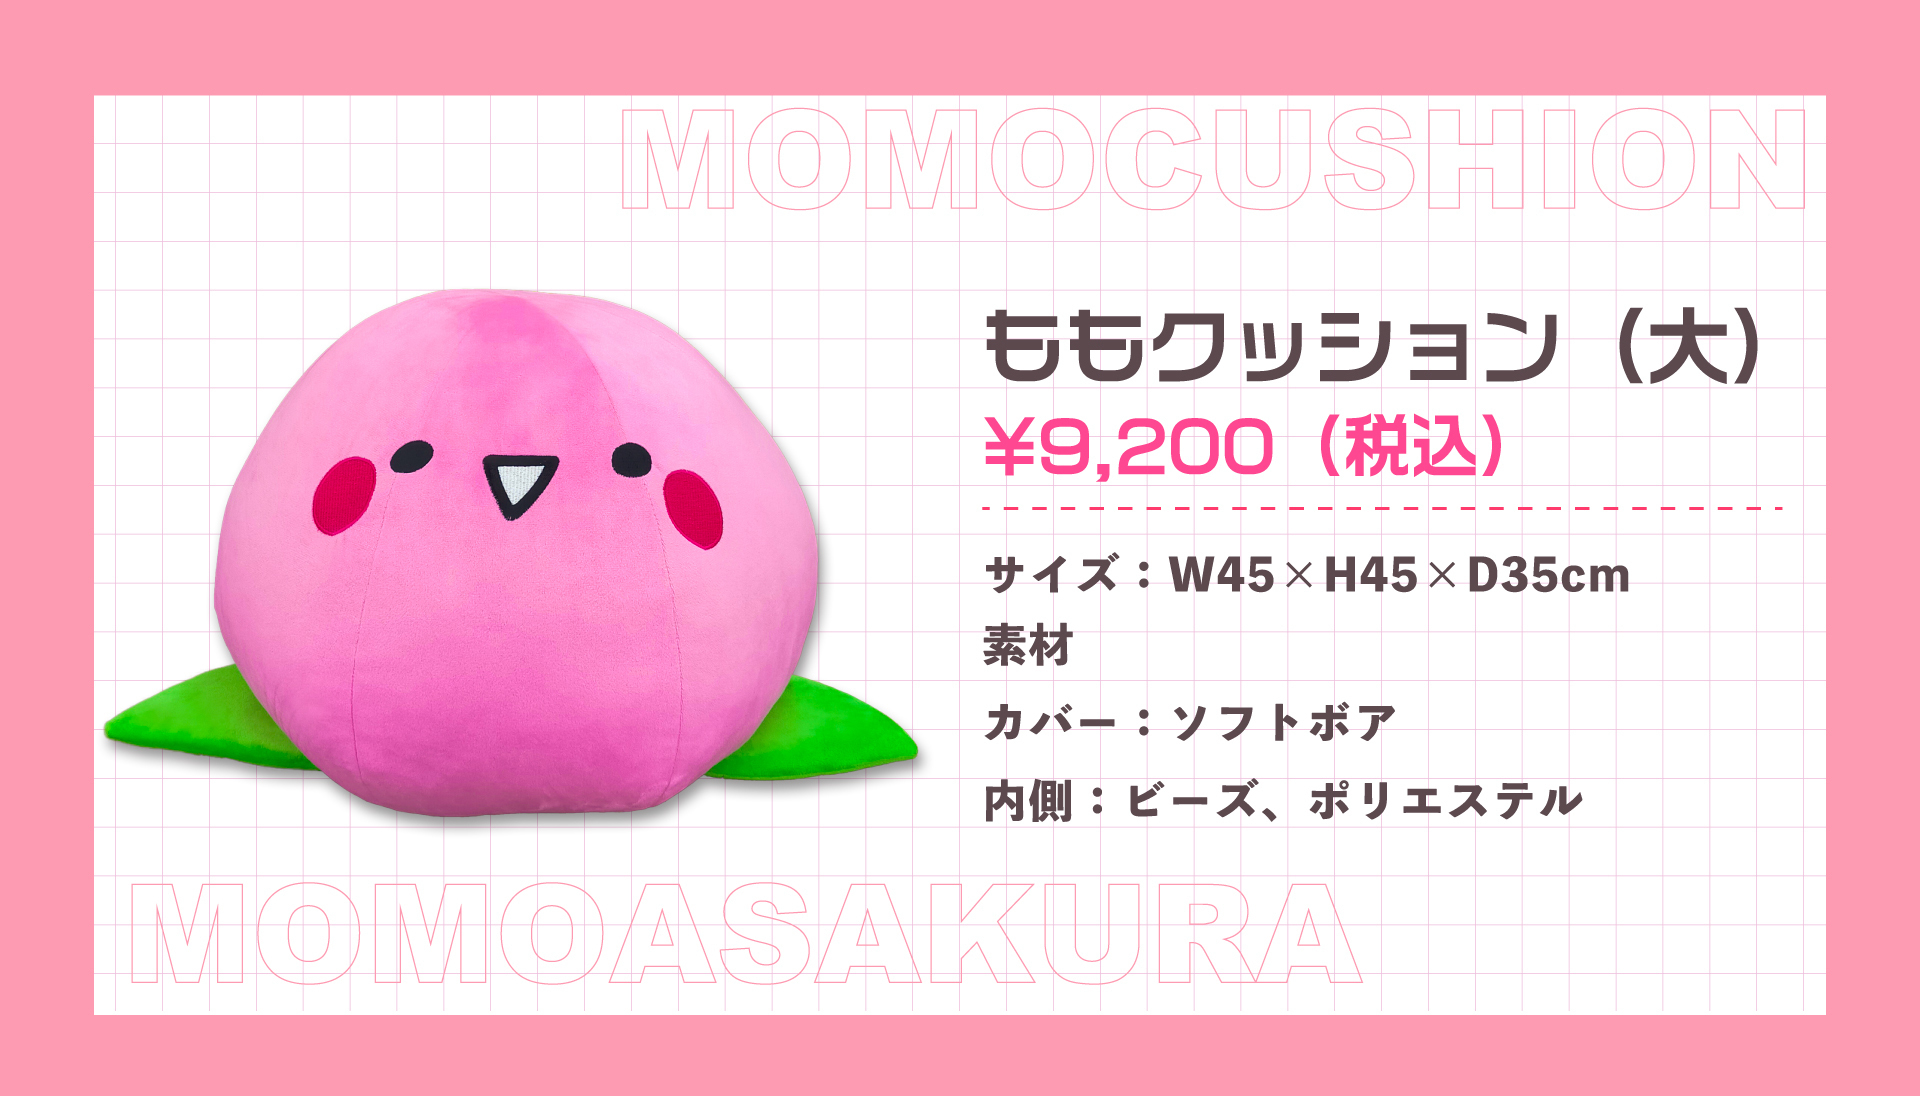 MOMOCUSHION
ももクッション（大）
¥9,200（税込）
サイズ：W45×H45×D35cm
素材
カバー：ソフトボア
内側：ビーズ、ポリエステル
MOMOASAKURA